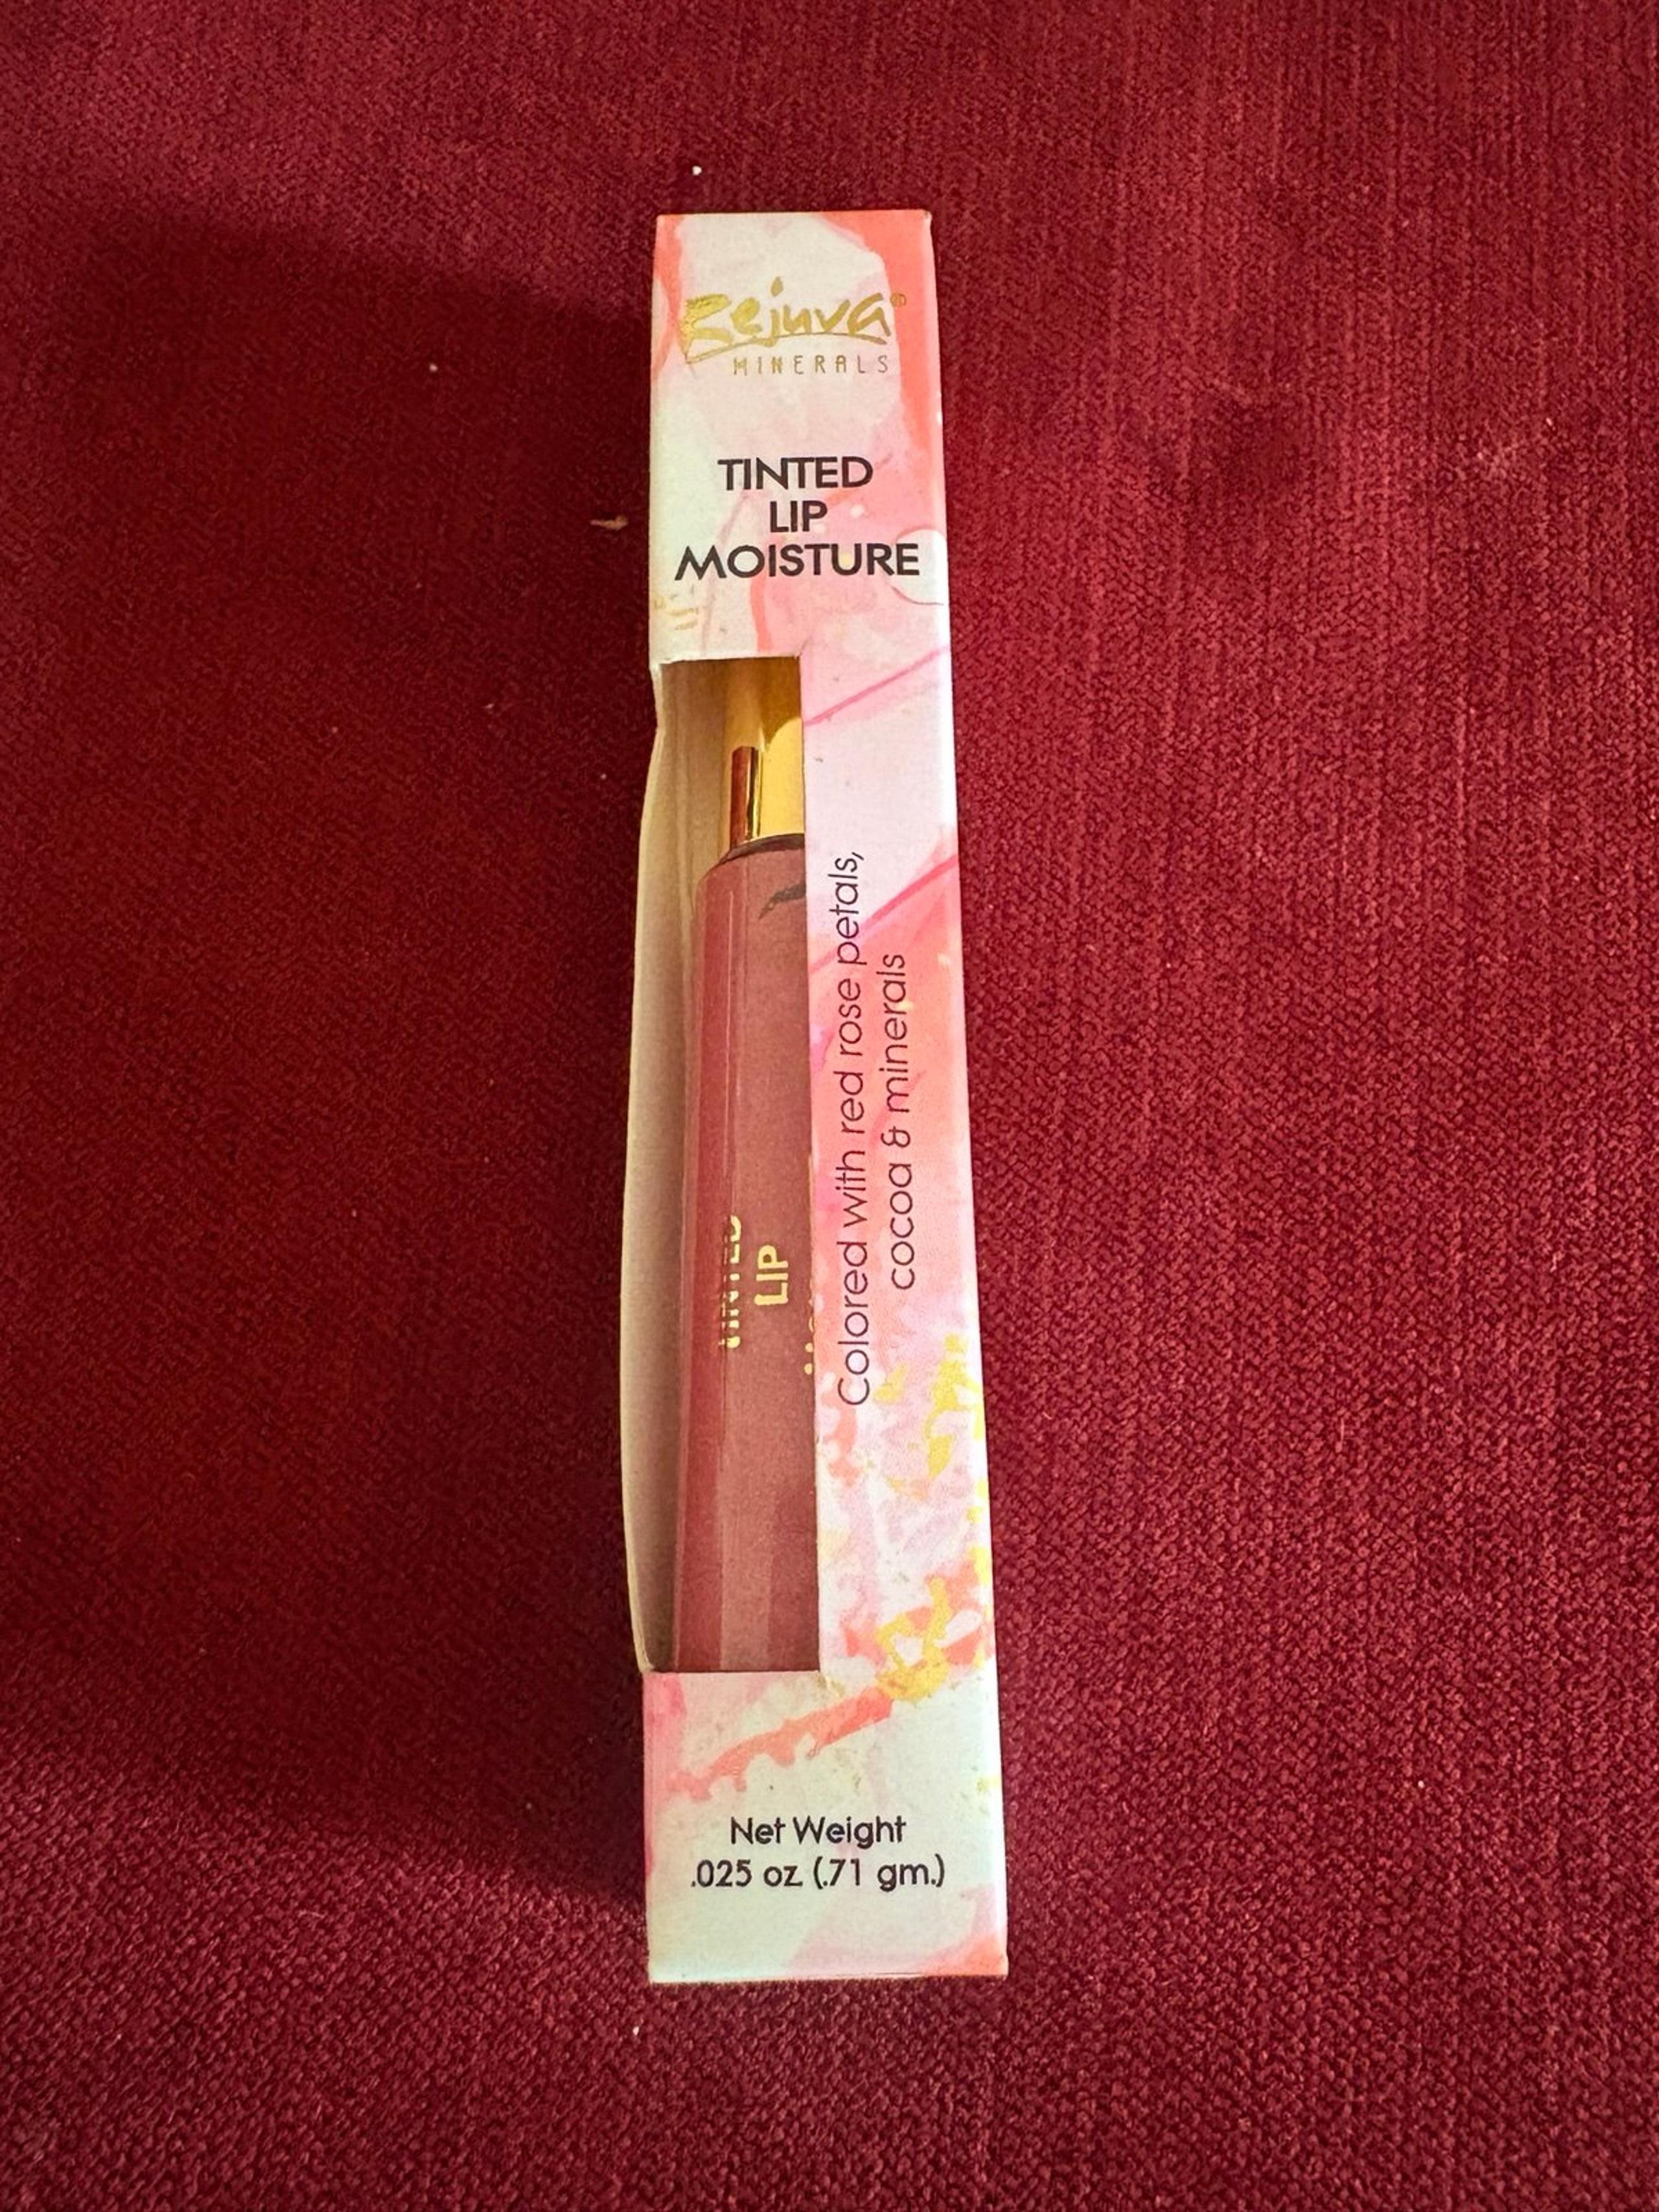 Rejuva®
MINERALS
TINTED
LIP
MOISTURE
Colored with red rose petals,
cocoa & minerals
TINTED
LIP
Net Weight
.025 oz. (.71 gm.)